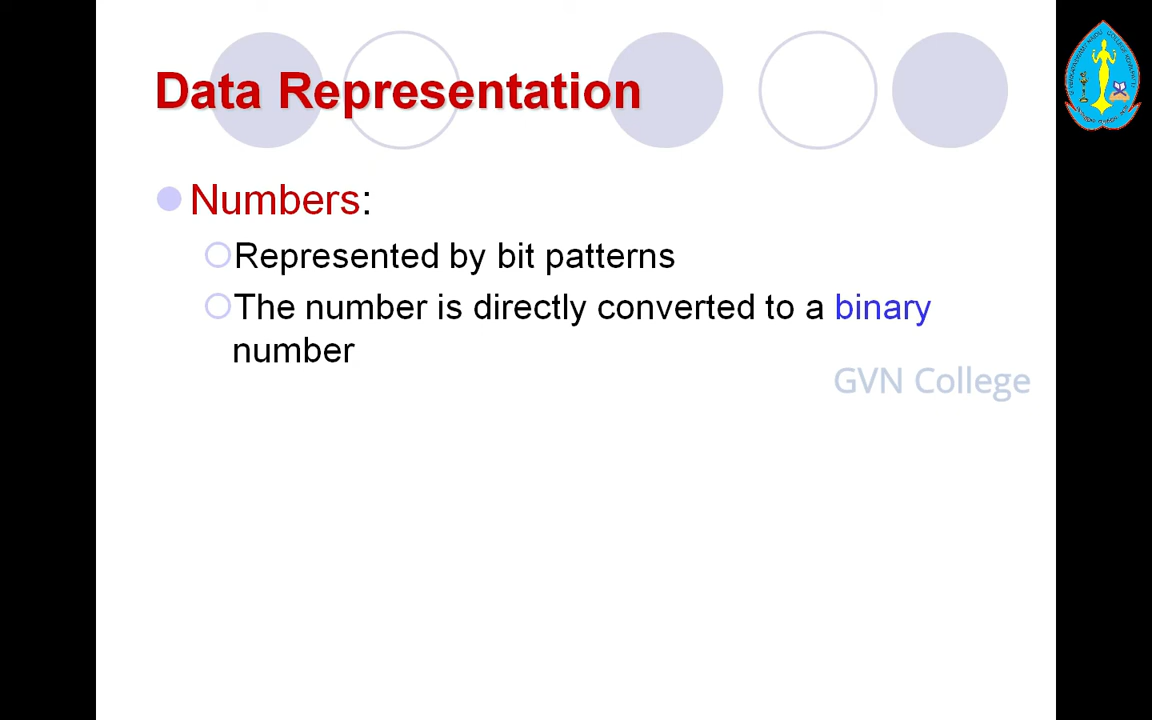 Data Representation
Numbers:
Represented by bit patterns
The number is directly converted to a binary
number
GVN College